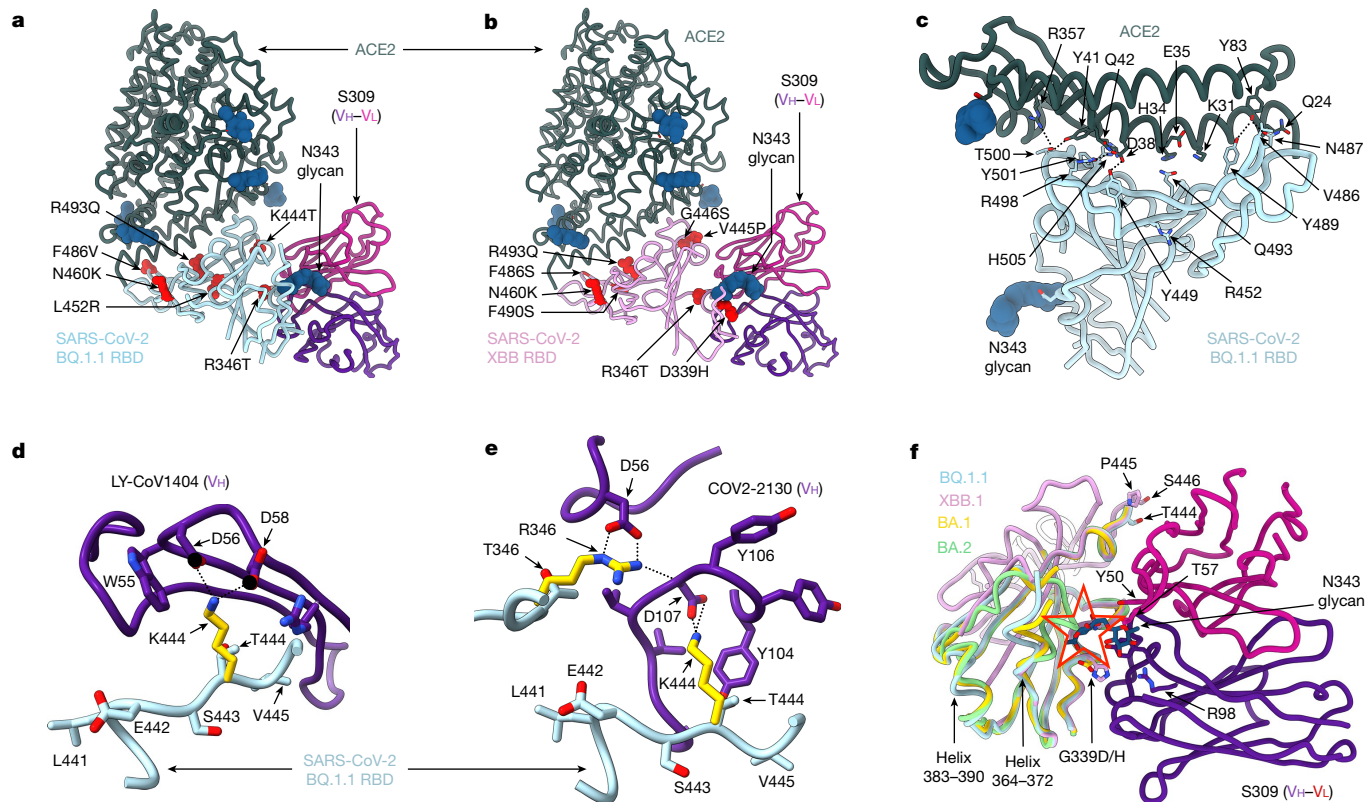 a
ACE2
S309
(VH–VL)
N343
glycan
R493Q
K444T
F486V
N460K
L452R
SARS-CoV-2
BQ.1.1 RBD
R346T
b
ACE2
S309
(VH–VL)
N343
glycan
G446S
V445P
R493Q
F486S
N460K
F490S
SARS-CoV-2
XBB RBD
R346T
D339H
c
ACE2
R357
Y41
Q42
E35
Y83
H34
K31
Q24
D38
T500
Y501
R498
N487
V486
Y489
Q493
H505
Y449
R452
N343
glycan
SARS-CoV-2
BQ.1.1 RBD
d
LY-CoV1404 (VH)
D58
D56
W55
K444
T444
E442
S443
V445
L441
SARS-CoV-2
BQ.1.1 RBD
e
D56
COV2-2130 (VH)
R346
T346
Y106
D107
Y104
K444
E442
L441
T444
S443
V445
f
BQ.1.1
XBB.1
BA.1
BA.2
P445
S446
T444
Y50
T57
N343
glycan
R98
G339D/H
Helix
383–390
Helix
364–372
S309 (VH–VL)